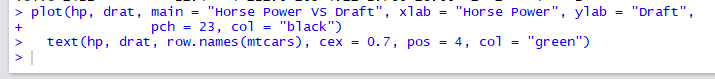 > plot(hp, drat, main = "Horse Power VS Draft", xlab = "Horse Power", ylab = "Draft",
+      pch = 23, col = "black")
>   text(hp, drat, row.names(mtcars), cex = 0.7, pos = 4, col = "green")
>